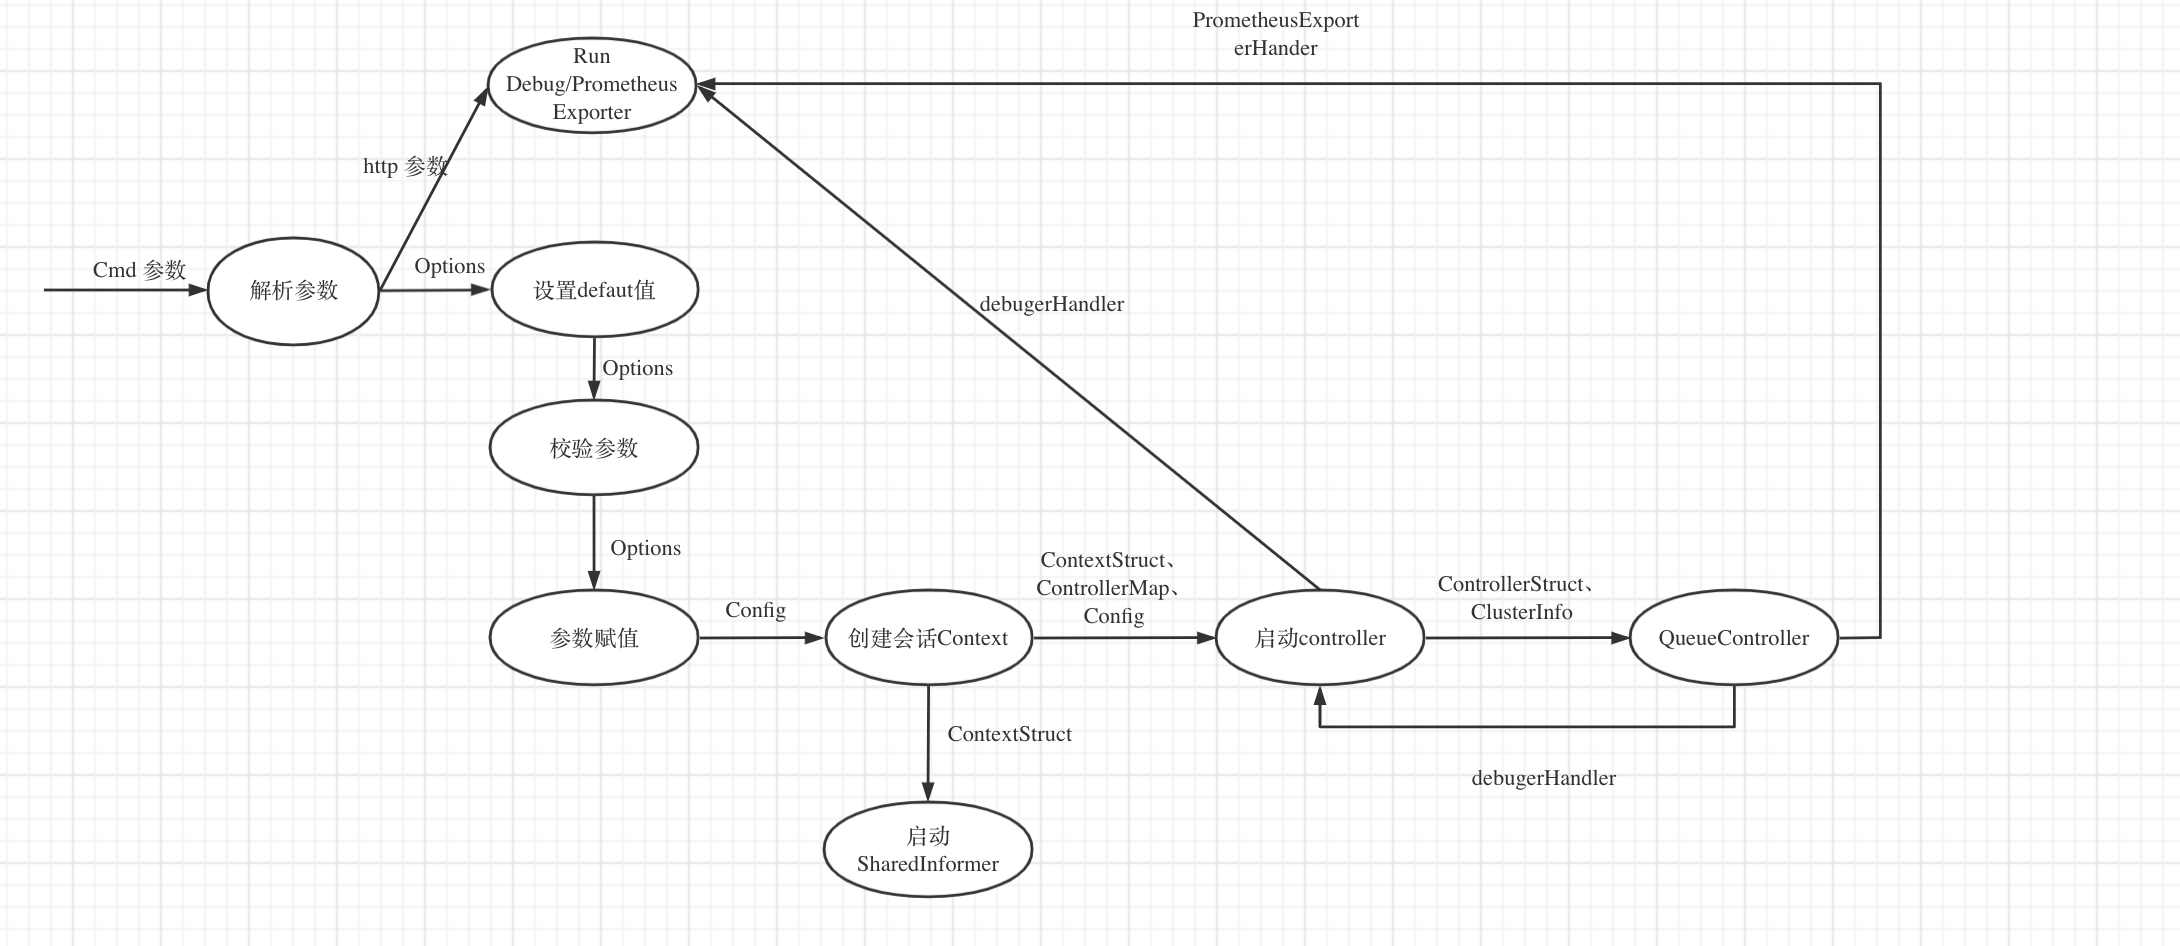 PrometheusExport
erHander
Run
Debug/Prometheus
Exporter
http 参数
Cmd 参数
解析参数
Options
设置defaut值
debugerHandler
Options
校验参数
Options
参数赋值
Config
创建会话Context
ContextStruct、
ControllerMap、
Config
启动controller
ControllerStruct、
ClusterInfo
QueueController
ContextStruct
debugerHandler
启动
SharedInformer